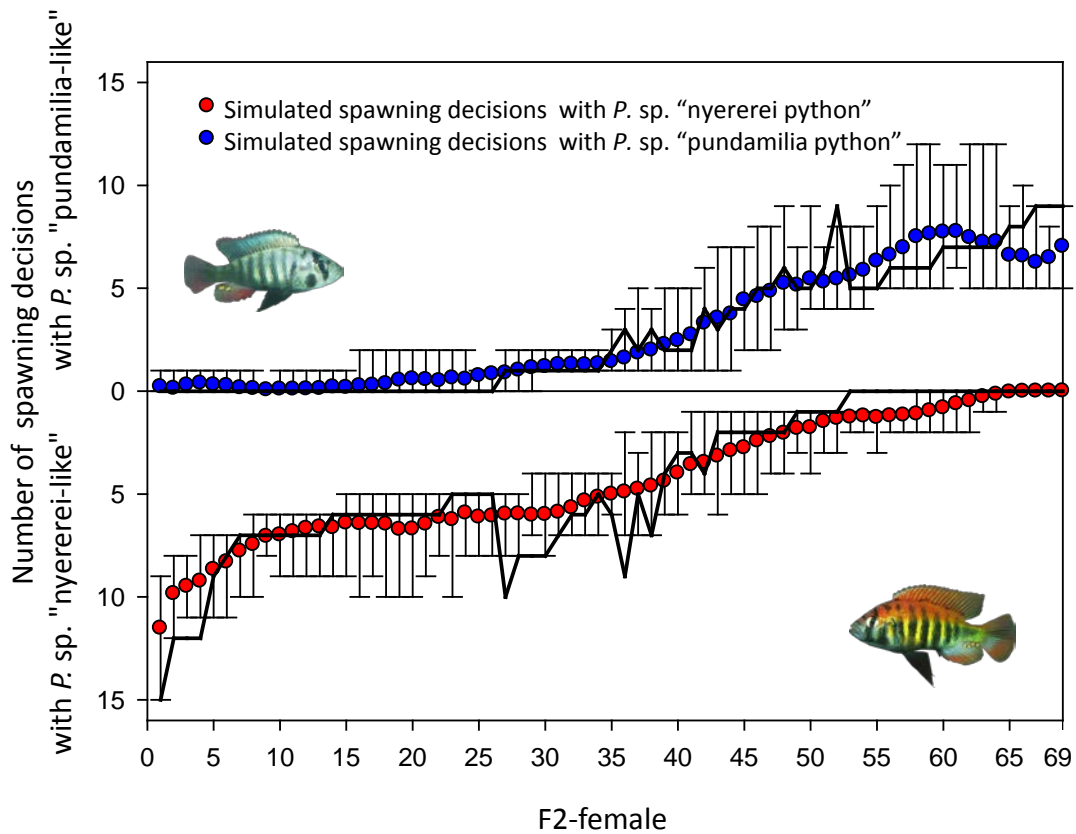 Number of spawning decisions
with P. sp. "nyererei-like" with P. sp. "pundamilia-like"
Simulated spawning decisions with P. sp. “nyererei python”
Simulated spawning decisions with P. sp. “pundamilia python”
15
10
5
0
5
10
15
0 5 10 15 20 25 30 35 40 45 50 55 60 65 69
F2-female